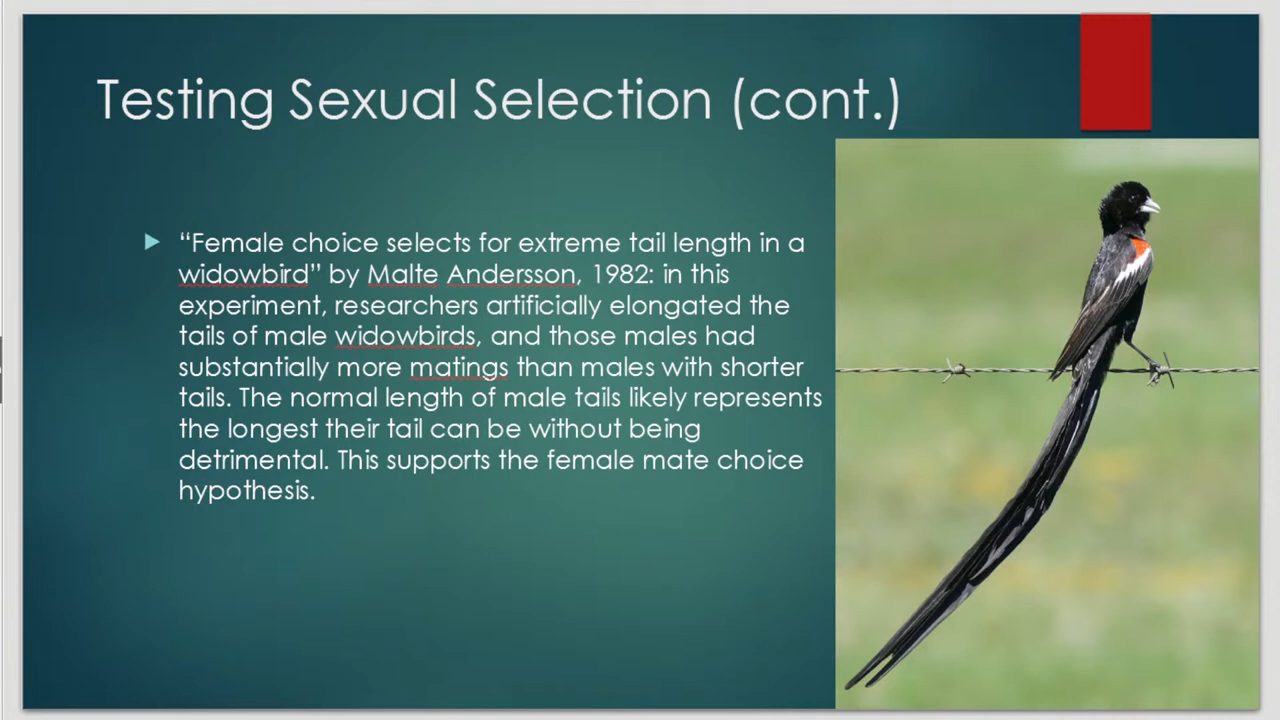 Testing Sexual Selection (cont.)
“Female choice selects for extreme tail length in a
widowbird” by Malte Andersson, 1982: in this
experiment, researchers artificially elongated the
tails of male widowbirds, and those males had
substantially more matings than males with shorter
tails. The normal length of male tails likely represents
the longest their tail can be without being
detrimental. This supports the female mate choice
hypothesis.